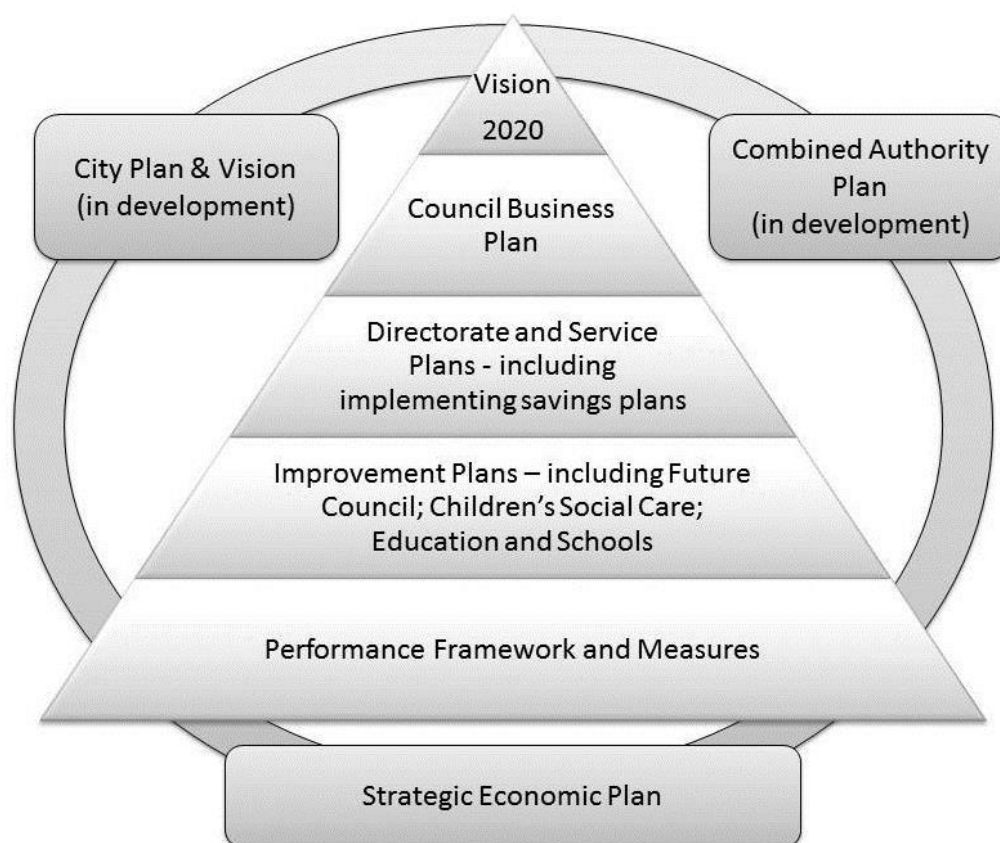 Vision
2020
City Plan & Vision
(in development)
Combined Authority
Plan
(in development)
Council Business
Plan
Directorate and Service
Plans - including
implementing savings plans
Improvement Plans – including Future
Council; Children’s Social Care;
Education and Schools
Performance Framework and Measures
Strategic Economic Plan